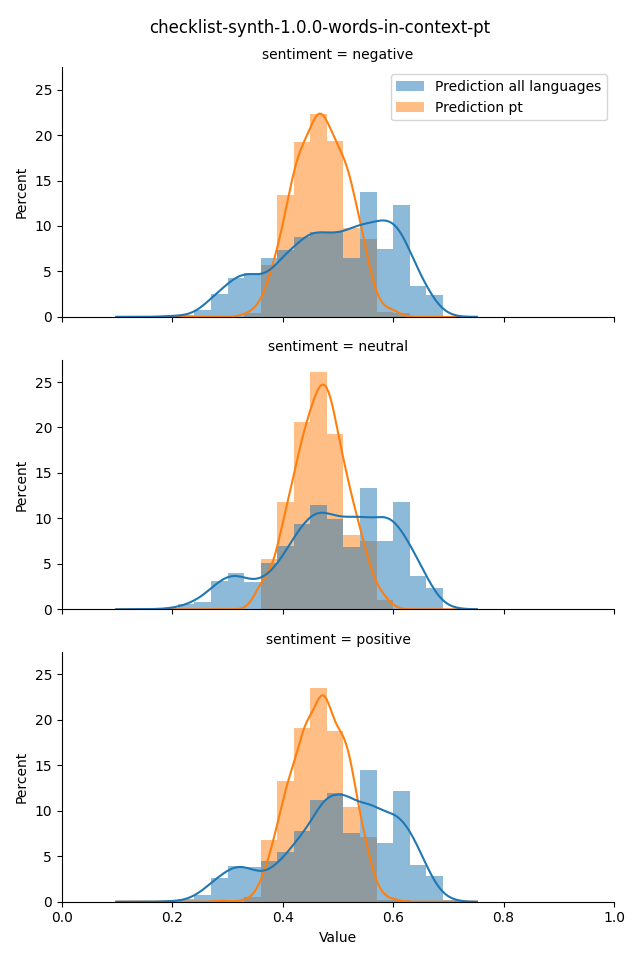 checklist-synth-1.0.0-words-in-context-pt
sentiment = negative
Prediction all languages
Prediction pt
25
20
15
10
5
0
Percent
sentiment = neutral
25
20
15
10
5
0
Percent
sentiment = positive
25
20
15
10
5
0
Percent
0.0 0.2 0.4 0.6 0.8 1.0
Value